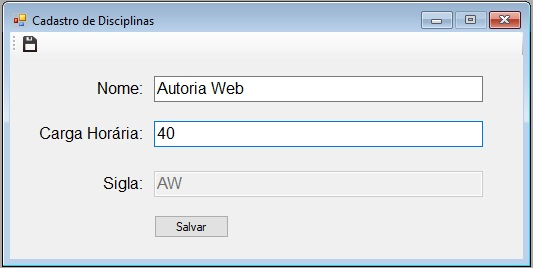 Cadastro de Disciplinas
Nome: Autoria Web
Carga Horária: 40
Sigla: AW
Salvar